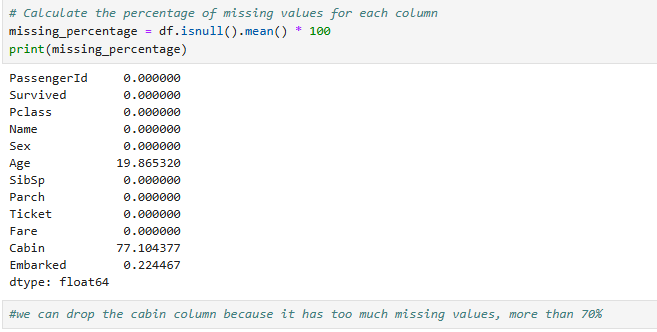 # Calculate the percentage of missing values for each column
missing_percentage = df.isnull().mean() * 100
print(missing_percentage)
PassengerId     0.000000
Survived        0.000000
Pclass          0.000000
Name            0.000000
Sex             0.000000
Age            19.865320
SibSp           0.000000
Parch           0.000000
Ticket          0.000000
Fare            0.000000
Cabin          77.104377
Embarked        0.224467
dtype: float64
#we can drop the cabin column because it has too much missing values, more than 70%